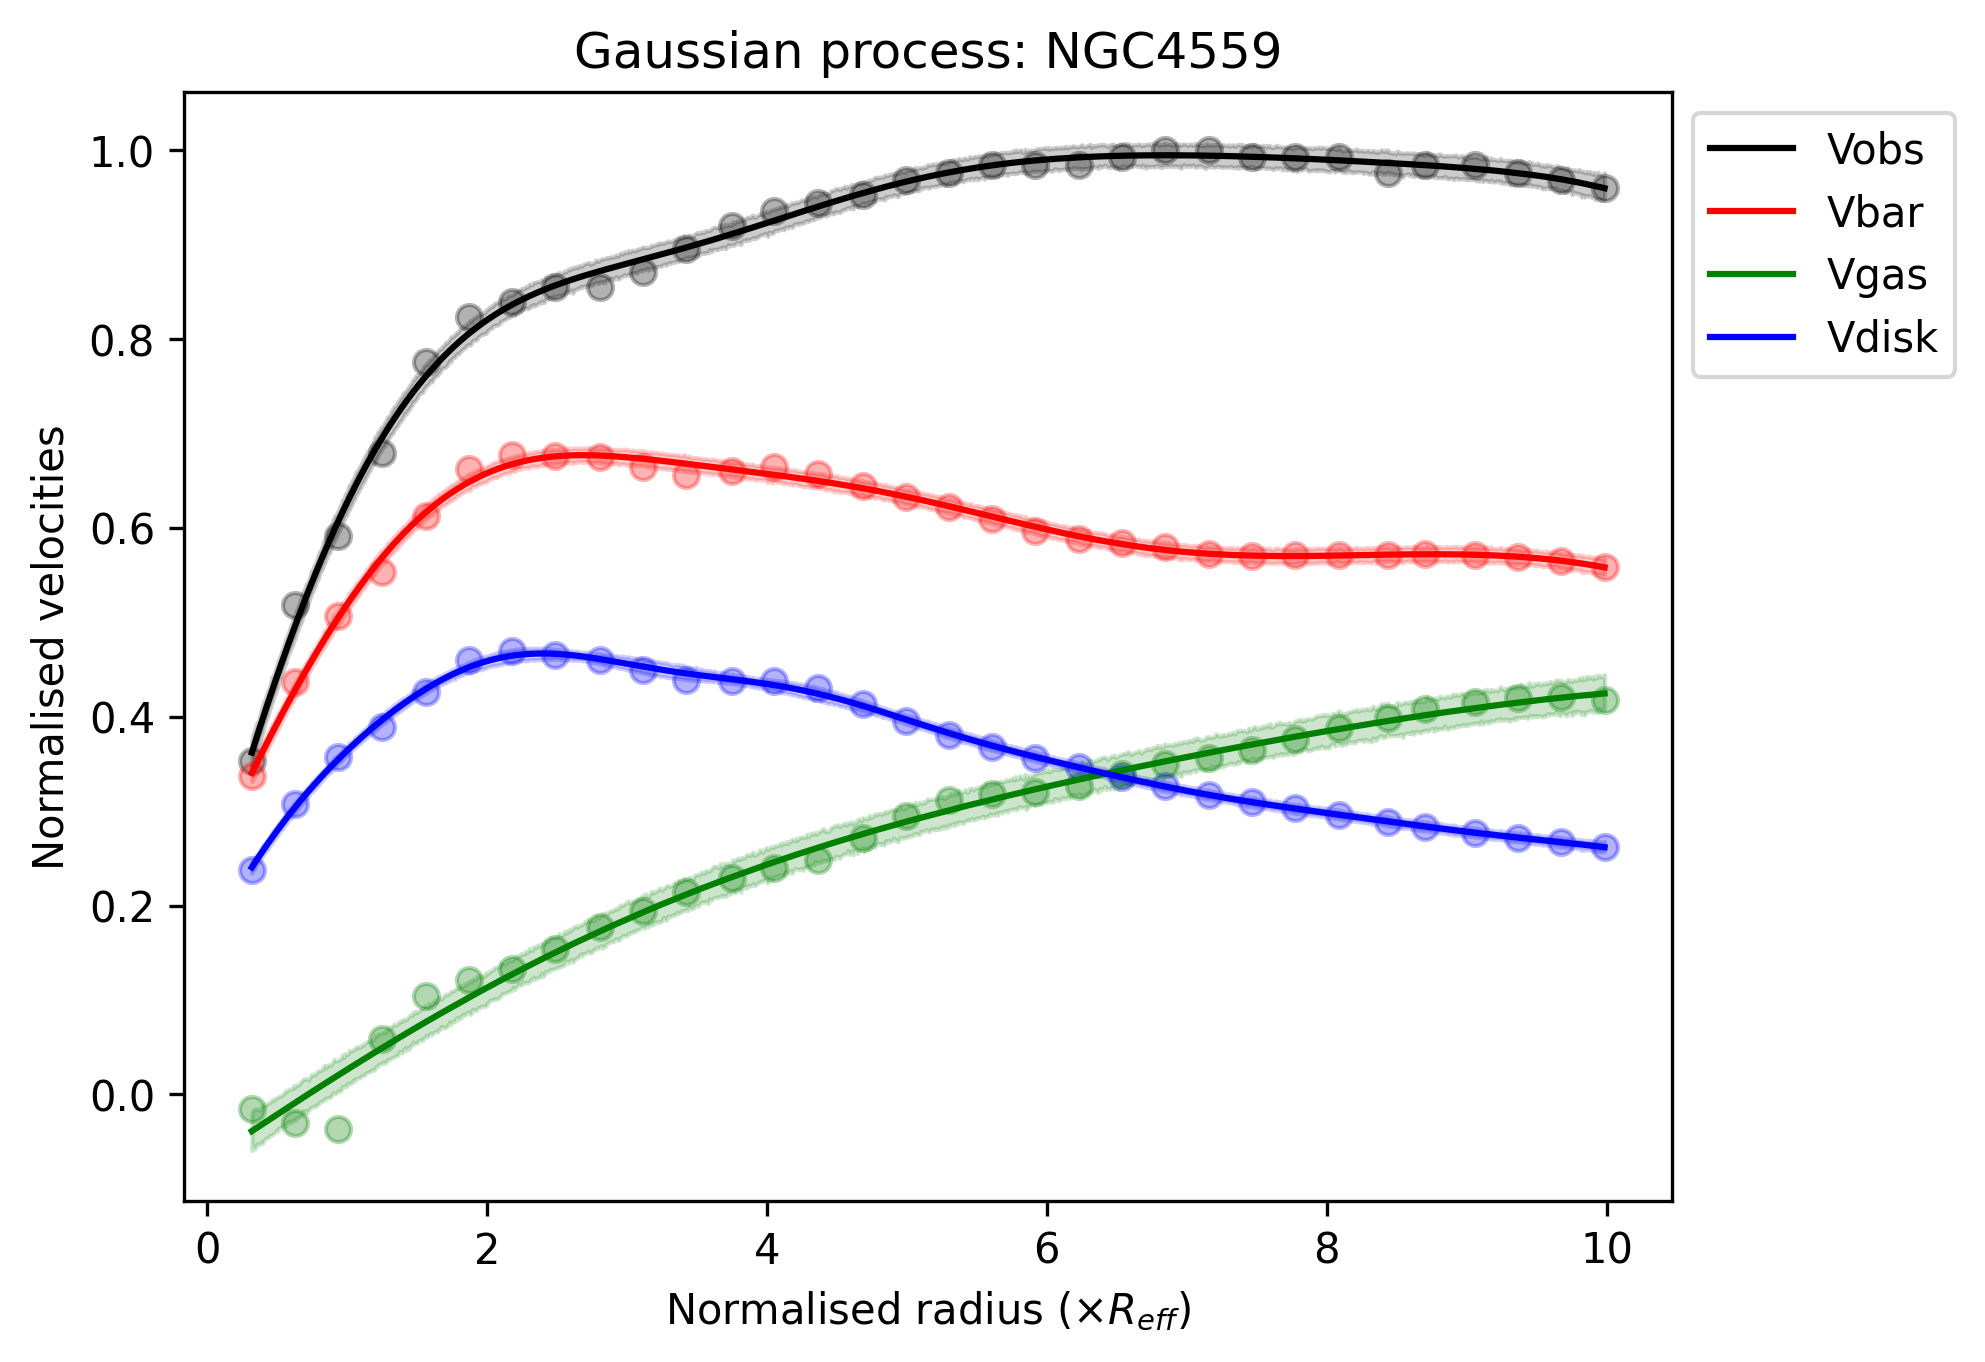 Gaussian process: NGC4559
Normalised velocities
1.0
0.8
0.6
0.4
0.2
0.0
0 2 4 6 8 10
Normalised radius (×R_eff)
Vobs
Vbar
Vgas
Vdisk